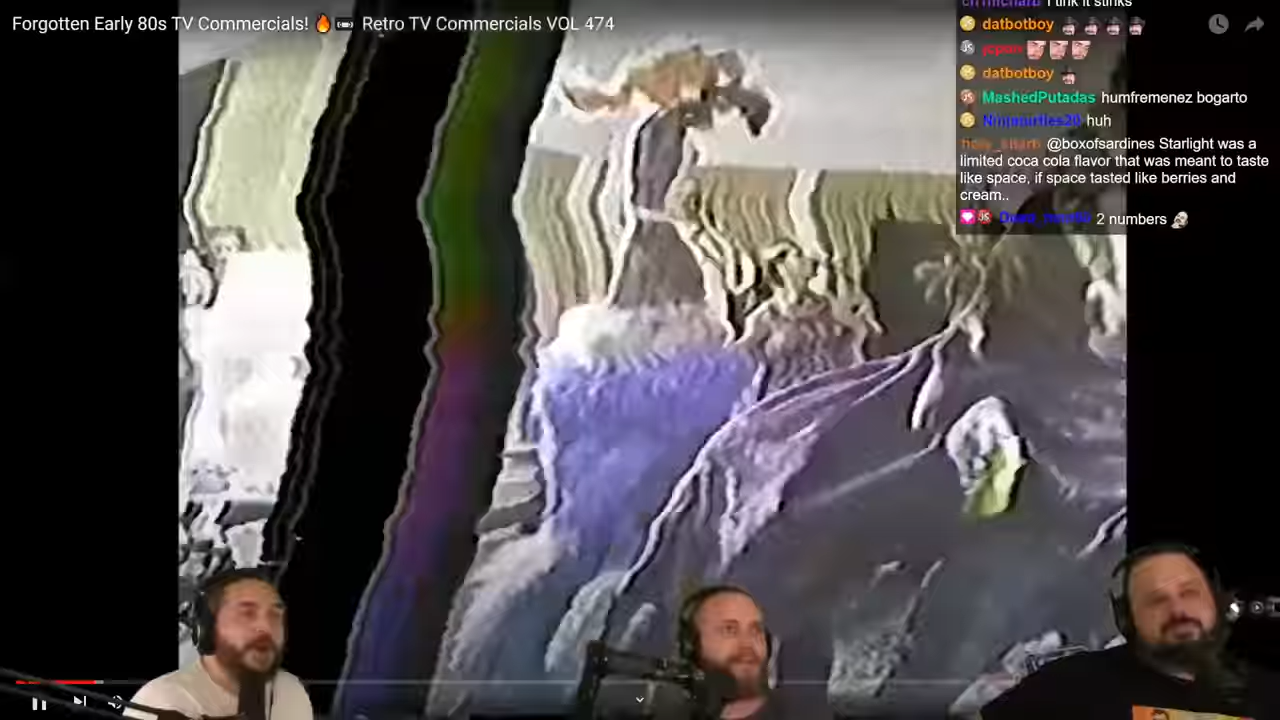 Forgotten Early 80s TV Commercials! 🔥📼 Retro TV Commercials VOL 474
I tink it stinks
datbotboy
datbotboy
MashedPutadas humfremenez bogarto
huh
@boxofsardines Starlight was a
limited coca cola flavor that was meant to taste
like space, if space tasted like berries and
cream..
2 numbers